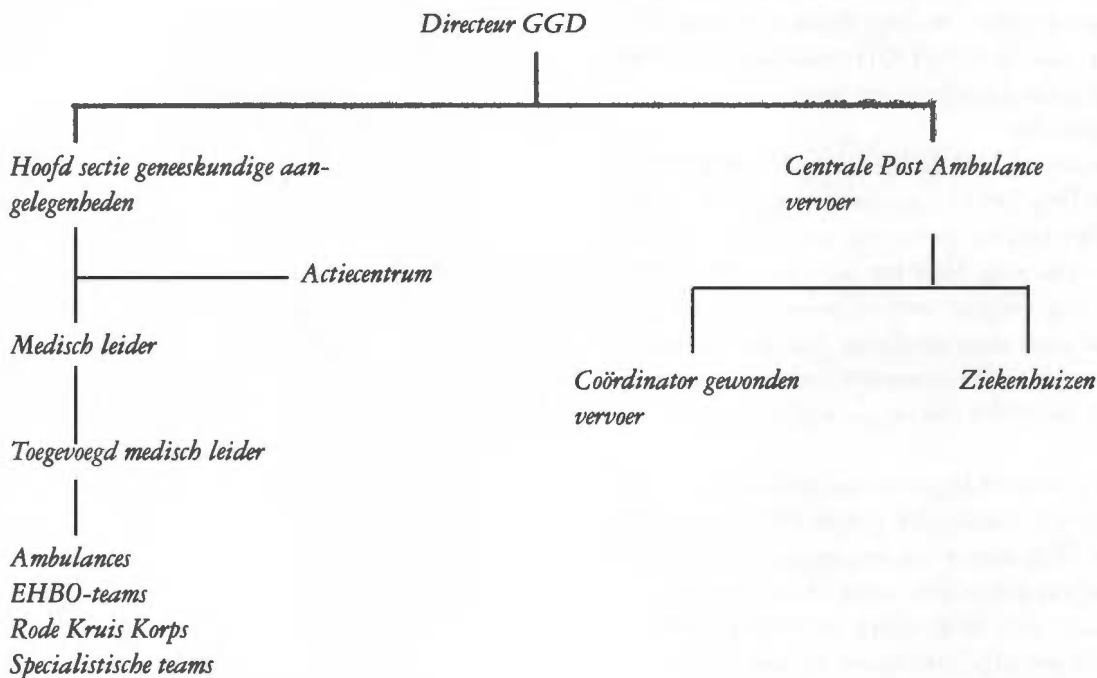 Directeur GGD
Hoofd sectie geneeskundige aan-
gelegenheden
Centrale Post Ambulance
vervoer
Actiecentrum
Medisch leider
Coördinator gewonden
vervoer
Ziekenhuizen
Toegevoegd medisch leider
Ambulances
EHBO-teams
Rode Kruis Korps
Specialistische teams